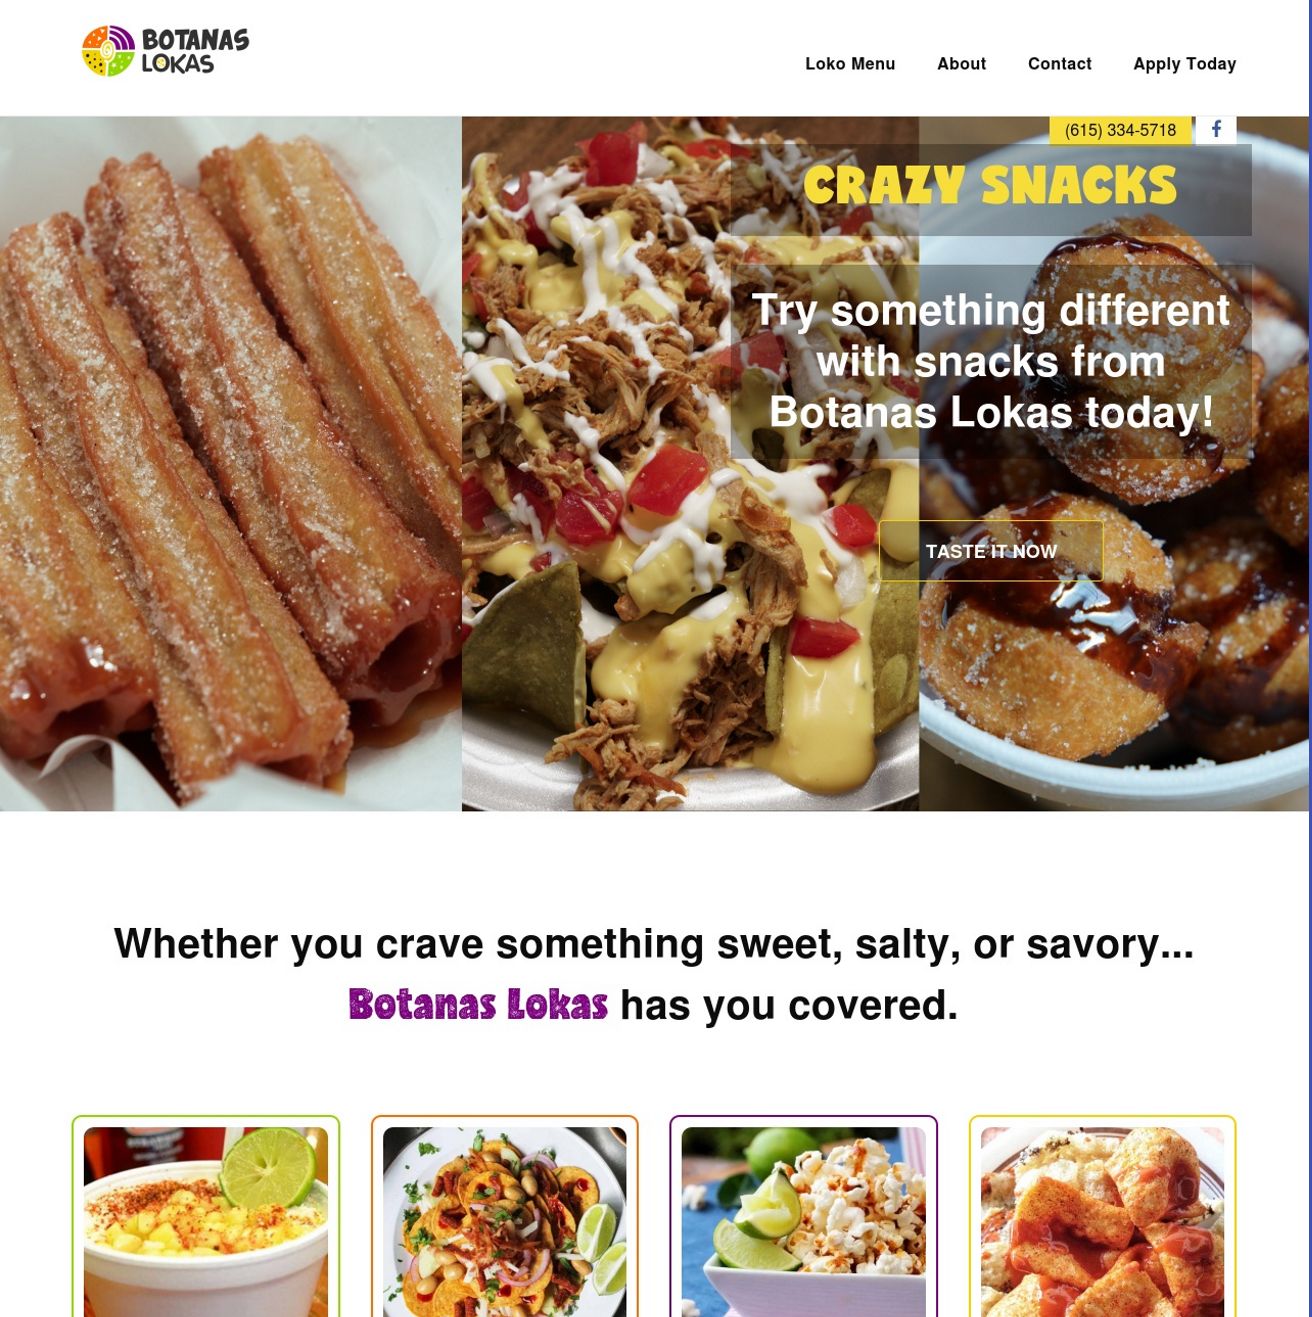 BOTANAS
LOKAS
Loko Menu
About
Contact
Apply Today
(615) 334-5718
CRAZY SNACKS
Try something different
with snacks from
Botanas Lokas today!
TASTE IT NOW
Whether you crave something sweet, salty, or savory...
Botanas Lokas has you covered.